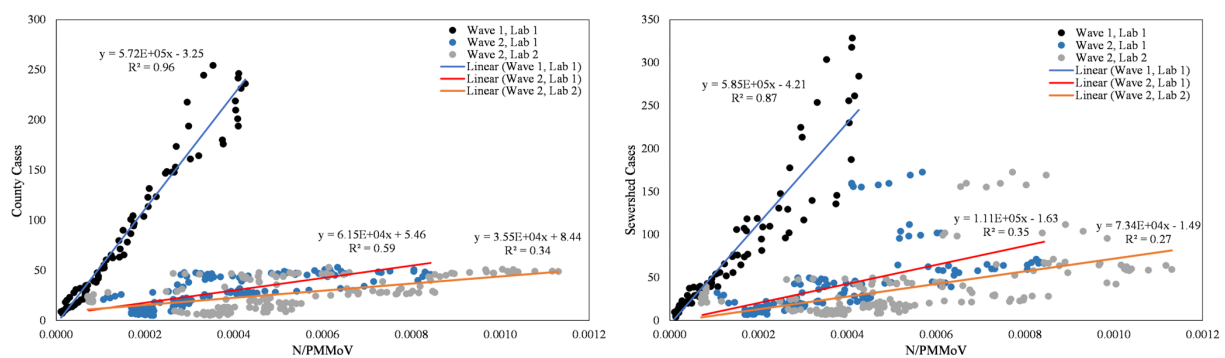 300
250
200
150
100
50
0
County Cases
y = 5.72E+05x - 3.25
R² = 0.96
Wave 1, Lab 1
Wave 2, Lab 1
Wave 2, Lab 2
Linear (Wave 1, Lab 1)
Linear (Wave 2, Lab 1)
Linear (Wave 2, Lab 2)
y = 6.15E+04x + 5.46
R² = 0.59
y = 3.55E+04x + 8.44
R² = 0.34
0.0000 0.0002 0.0004 0.0006 0.0008 0.0010 0.0012
N/PMMoV
350
300
250
200
150
100
50
0
Sewershed Cases
y = 5.85E+05x - 4.21
R² = 0.87
Wave 1, Lab 1
Wave 2, Lab 1
Wave 2, Lab 2
Linear (Wave 1, Lab 1)
Linear (Wave 2, Lab 1)
Linear (Wave 2, Lab 2)
y = 1.11E+05x - 1.63
R² = 0.35
y = 7.34E+04x - 1.49
R² = 0.27
0.0000 0.0002 0.0004 0.0006 0.0008 0.0010 0.0012
N/PMMoV